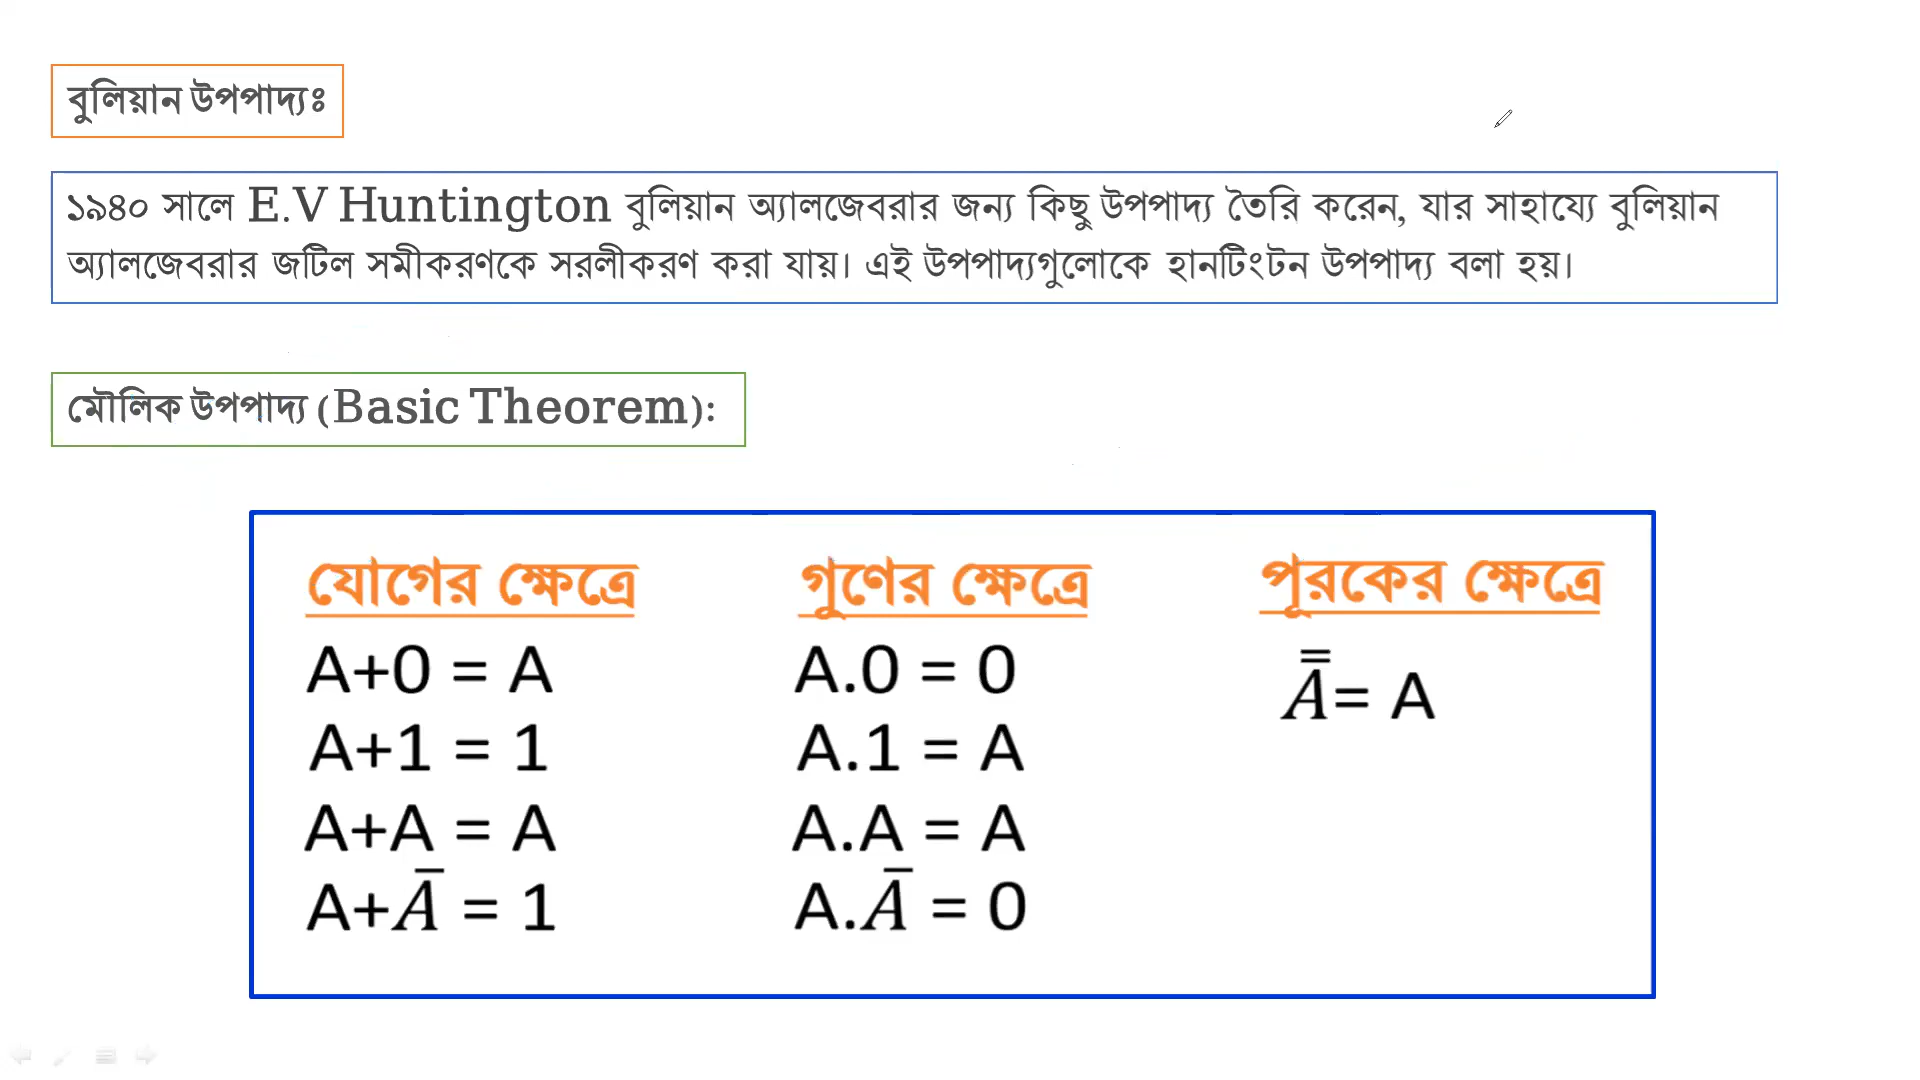 বুলিয়ান উপপাদ্যঃ
১৯৪০ সালে E.V Huntington বুলিয়ান অ্যালজেবরার জন্য কিছু উপপাদ্য তৈরি করেন, যার সাহায্যে বুলিয়ান
অ্যালজেবরার জটিল সমীকরণকে সরলীকরণ করা যায়। এই উপপাদ্যগুলোকে হানটিংটন উপপাদ্য বলা হয়।
মৌলিক উপপাদ্য (Basic Theorem):
যোগের ক্ষেত্রে
A+0 = A
A+1 = 1
A+A = A
A+A̅ = 1
গুণের ক্ষেত্রে
A.0 = 0
A.1 = A
A.A = A
A.A̅ = 0
পূরকের ক্ষেত্রে
A̿= A